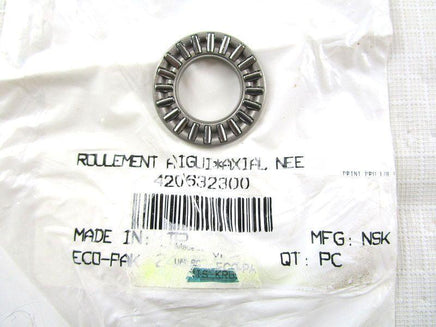 ROULEMENT AIGUI*AXIAL NEE
420632300
MADE IN:
MFG: NSK
ECO-PAK
QT: PC